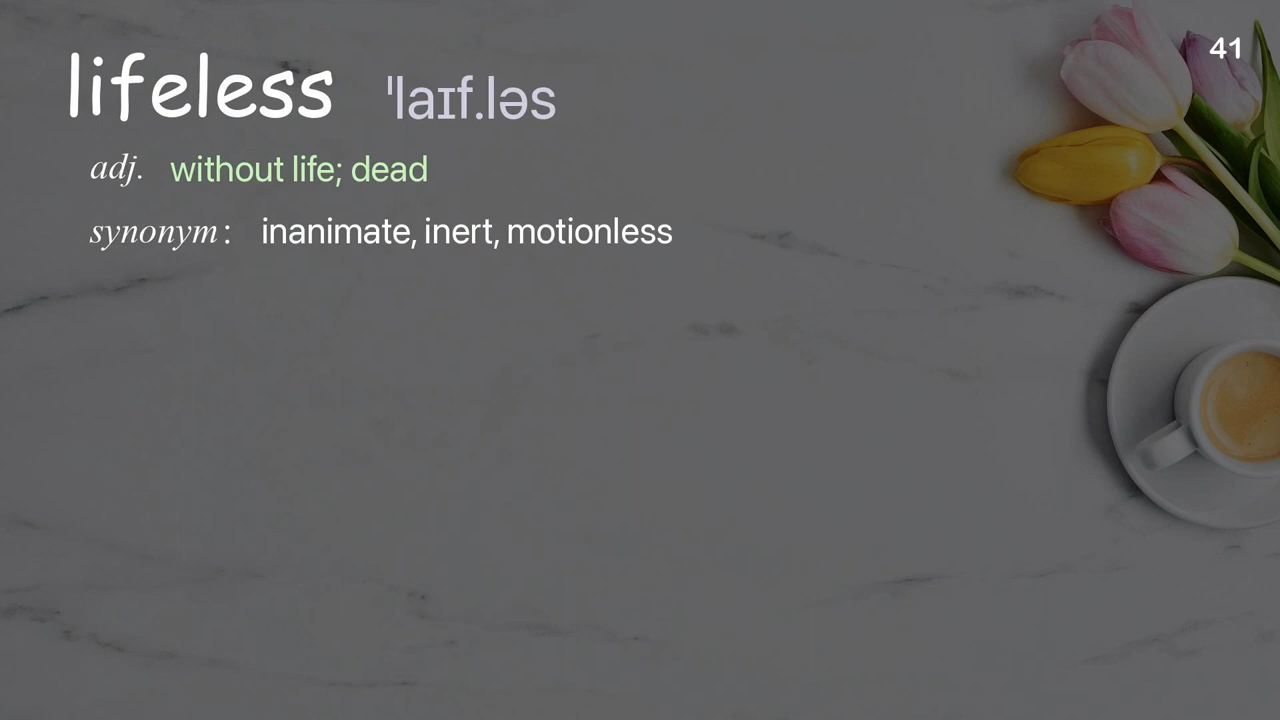 41
lifeless ˈlaɪf.ləs
adj. without life; dead
synonym: inanimate, inert, motionless